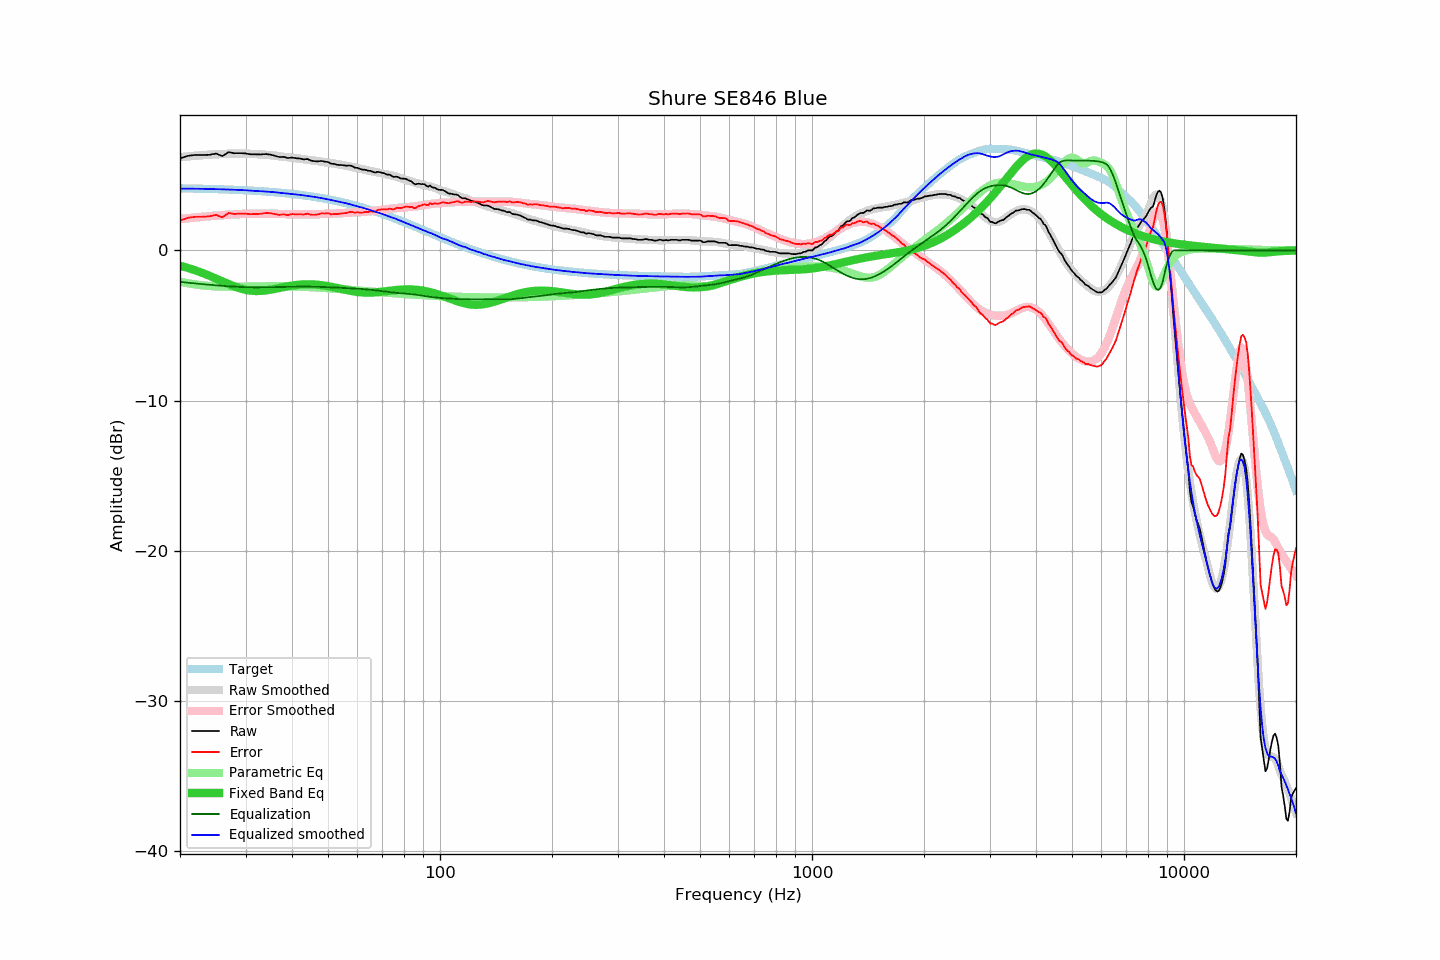 Shure SE846 Blue
Amplitude (dBr)
0
−10
−20
−30
−40
Target
Raw Smoothed
Error Smoothed
Raw
Error
Parametric Eq
Fixed Band Eq
Equalization
Equalized smoothed
100
1000
10000
Frequency (Hz)